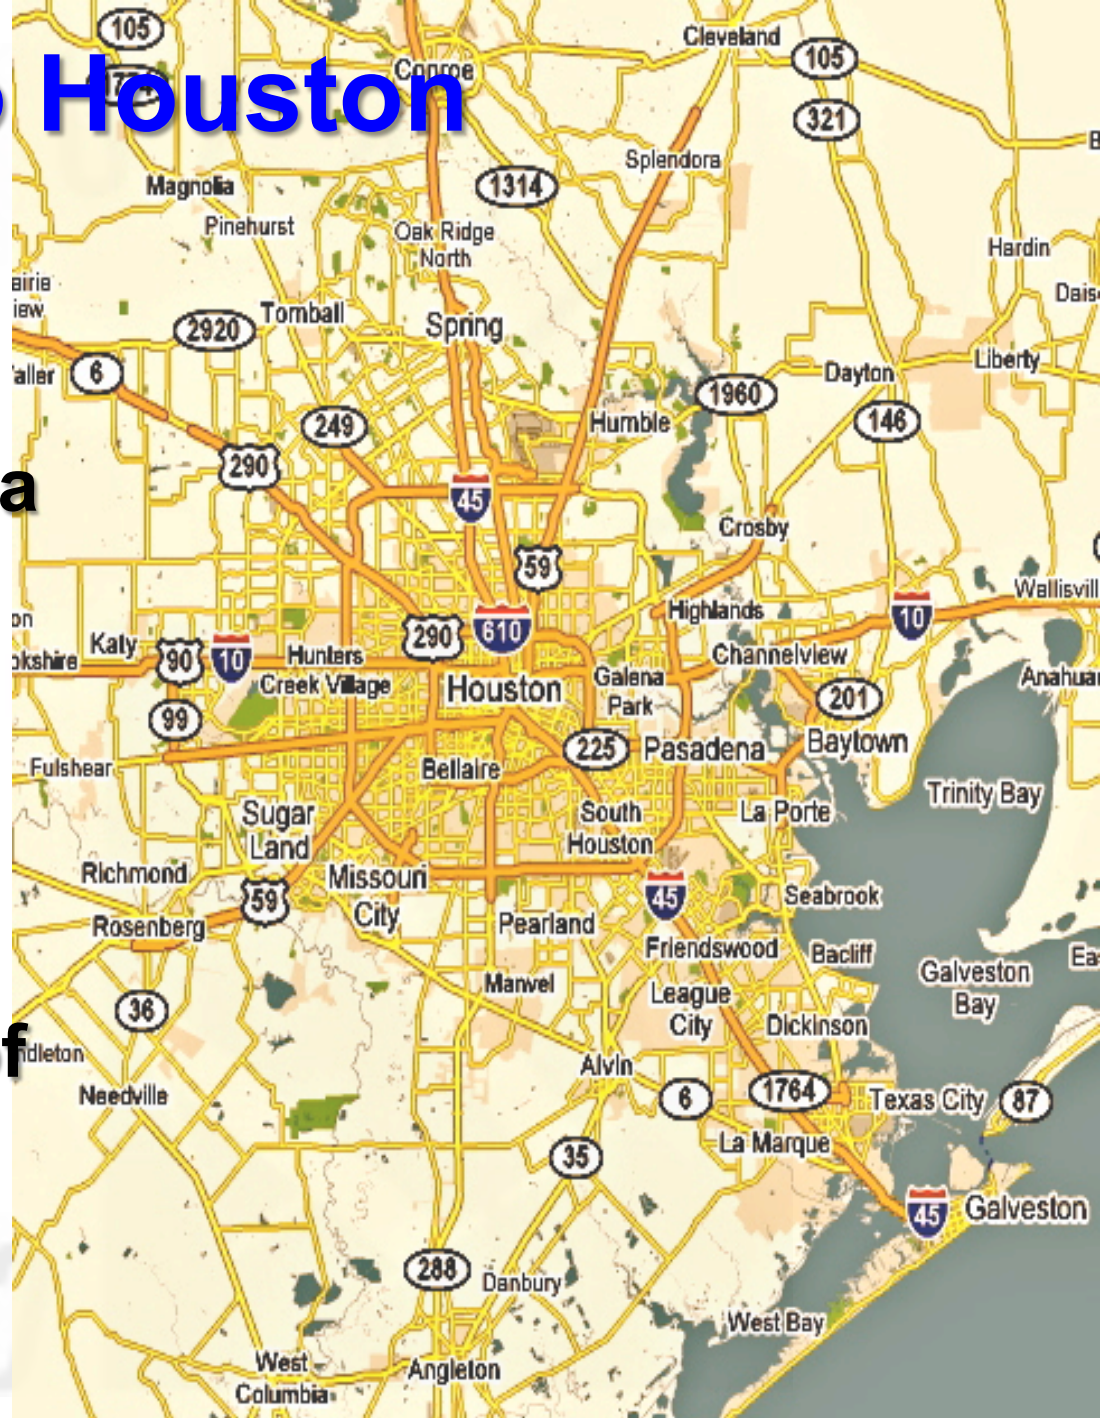 105
Cleveland
105
Conroe
Houston
321
Splendora
1314
Magnolia
Pinehurst
Oak Ridge
North
Hardin
Tomball
Spring
2920
6
Liberty
Dayton
1960
146
249
Humble
290
45
a
Crosby
59
Highlands
10
610
290
Katy
90
10
Hunters
Creek Village
Channelview
Houston
Galena
Park
201
99
225
Pasadena
Baytown
Fulshear
Bellaire
Trinity Bay
Sugar
Land
South
Houston
La Porte
Richmond
Missouri
City
59
45
Seabrook
Rosenberg
Pearland
Friendswood
Bacliff
Galveston
Bay
Manvel
League
City
36
Dickinson
f
Alvin
Needville
6
1764
Texas City
87
La Marque
35
45
Galveston
288
Danbury
West Bay
West
Columbia
Angleton